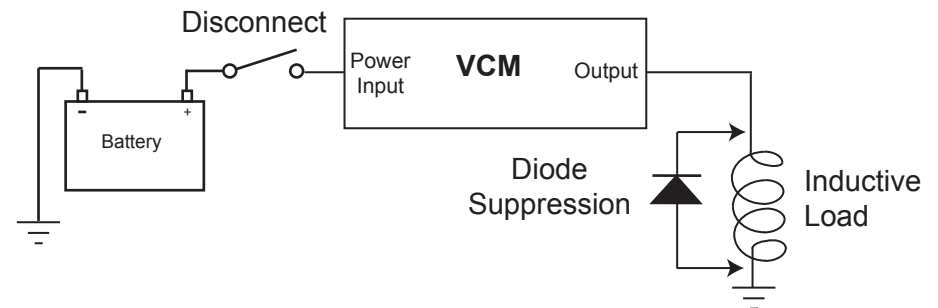 Disconnect
Power
Input
VCM
Output
-
+
Battery
Diode
Suppression
Inductive
Load